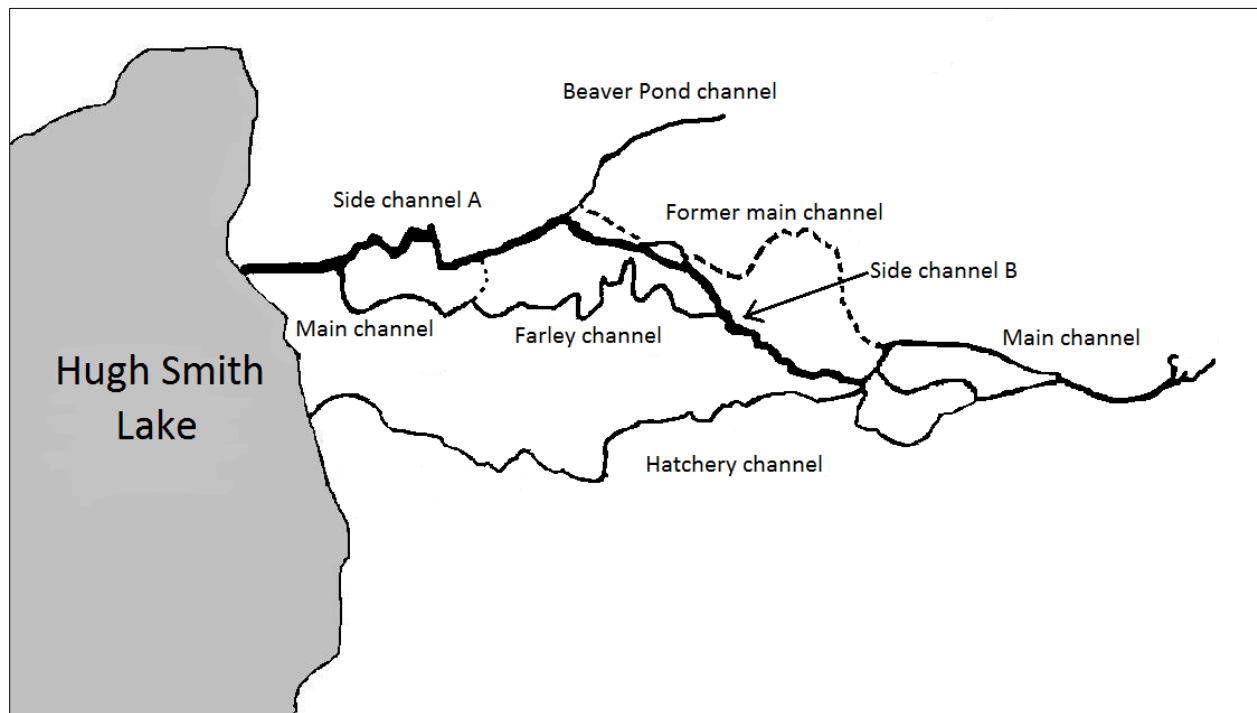 Beaver Pond channel
Side channel A
Former main channel
Side channel B
Main channel
Farley channel
Main channel
Hugh Smith
Lake
Hatchery channel